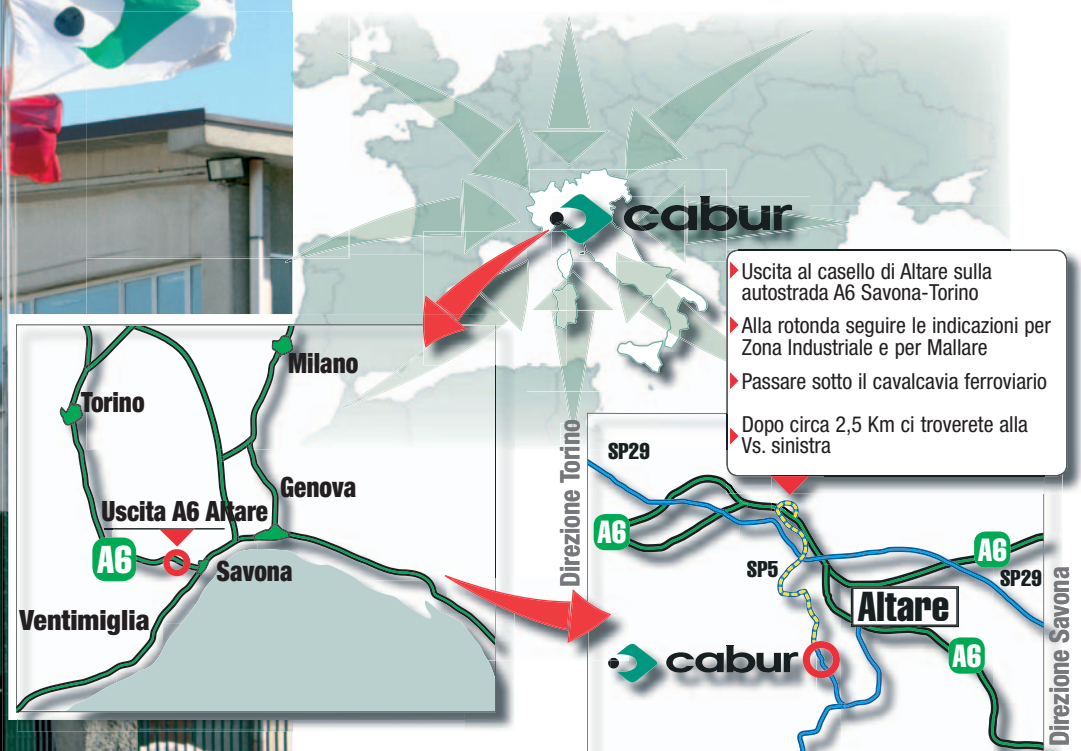 cabur
Uscita al casello di Altare sulla
autostrada A6 Savona-Torino
Alla rotonda seguire le indicazioni per
Zona Industriale e per Mallare
Passare sotto il cavalcavia ferroviario
Dopo circa 2,5 Km ci troverete alla
Vs. sinistra
Milano
Torino
Genova
Uscita A6 Altare
A6
Savona
Ventimiglia
Direzione Torino
SP29
A6
A6
SP5
SP29
Altare
cabur
A6
Direzione Savona